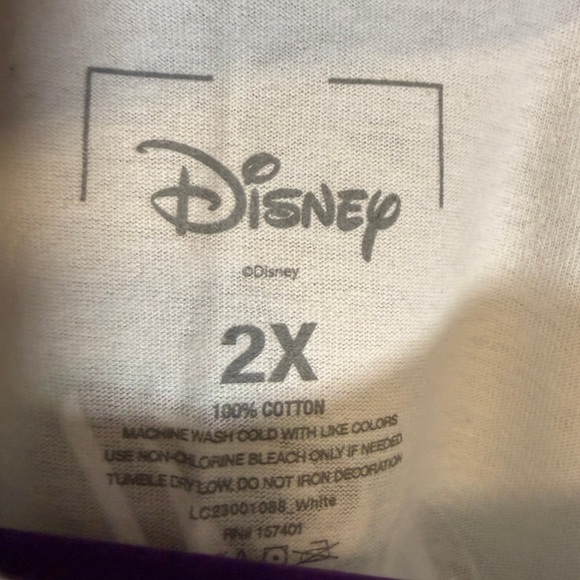 Disney
©Disney
2X
100% COTTON
MACHINE WASH COLD WITH LIKE COLORS
USE NON-CHLORINE BLEACH ONLY IF NEEDED
TUMBLE DRY LOW. DO NOT IRON DECORATION
LC23001088_White
RN# 157401